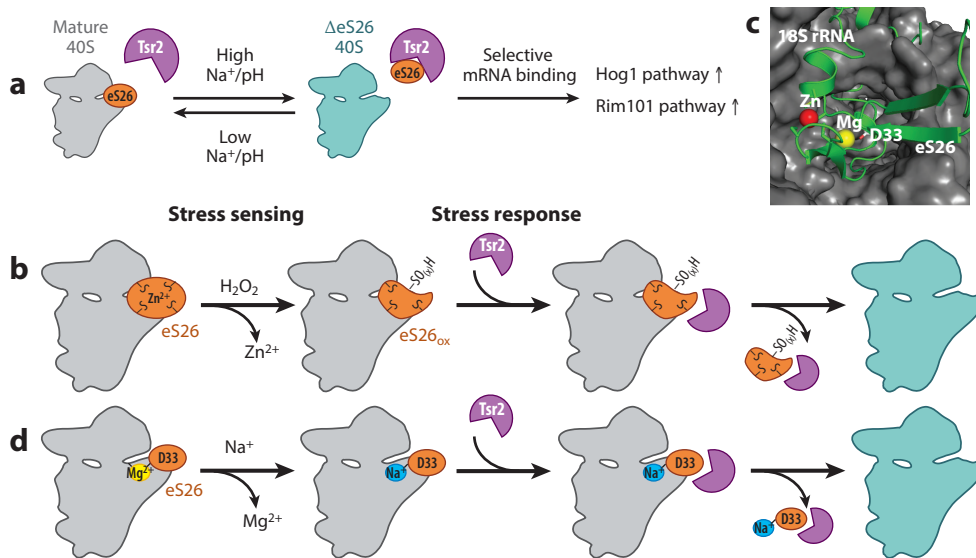 a
Mature
40S
Tsr2
eS26
High
Na⁺/pH
Low
Na⁺/pH
ΔeS26
40S
Tsr2
eS26
Selective
mRNA binding
Hog1 pathway ↑
Rim101 pathway ↑
c
18S rRNA
Zn
Mg
D33
eS26
Stress sensing
Stress response
b
S
S
Zn²⁺
S
S
eS26
H₂O₂
Zn²⁺
–SO₍ₓ₎H
S
S
eS26ₒₓ
Tsr2
–SO₍ₓ₎H
S
S
–SO₍ₓ₎H
S
S
d
Mg²⁺
D33
eS26
Na⁺
Mg²⁺
Na⁺
D33
Tsr2
Na⁺
D33
Na⁺
D33